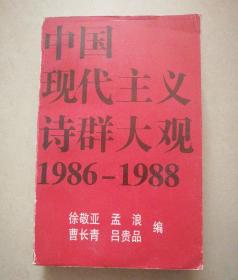 中国
现代主义
诗群大观
1986-1988
徐敬亚 孟浪
曹长青 吕贵品 编